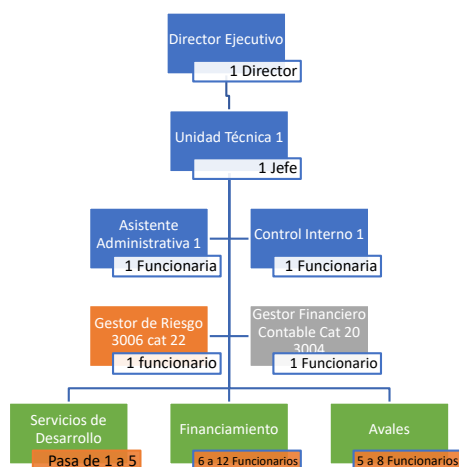 Director Ejecutivo
1 Director
Unidad Técnica 1
1 Jefe
Asistente
Administrativa 1
1 Funcionaria
Control Interno 1
1 Funcionaria
Gestor de Riesgo
3006 cat 22
1 funcionario
Gestor Financiero
Contable Cat 20
3004
1 Funcionario
Servicios de
Desarrollo
Pasa de 1 a 5
Financiamiento
6 a 12 Funcionarios
Avales
5 a 8 Funcionarios